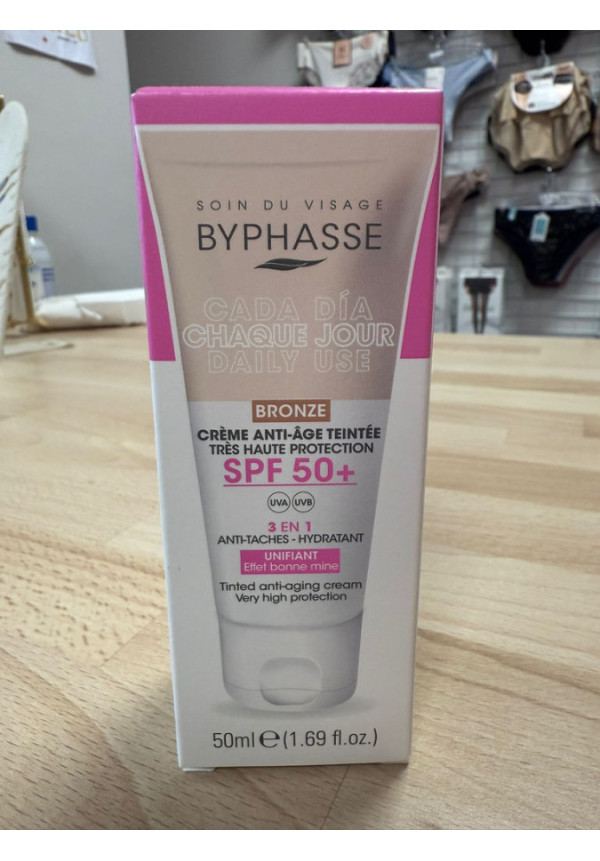 SOIN DU VISAGE
BYPHASSE
CADA DÍA
CHAQUE JOUR
DAILY USE
BRONZE
CRÈME ANTI-ÂGE TEINTÉE
TRÈS HAUTE PROTECTION
SPF 50+
UVA UVB
3 EN 1
ANTI-TACHES - HYDRATANT
UNIFIANT
Effet bonne mine
Tinted anti-aging cream
Very high protection
50ml e (1.69 fl.oz.)